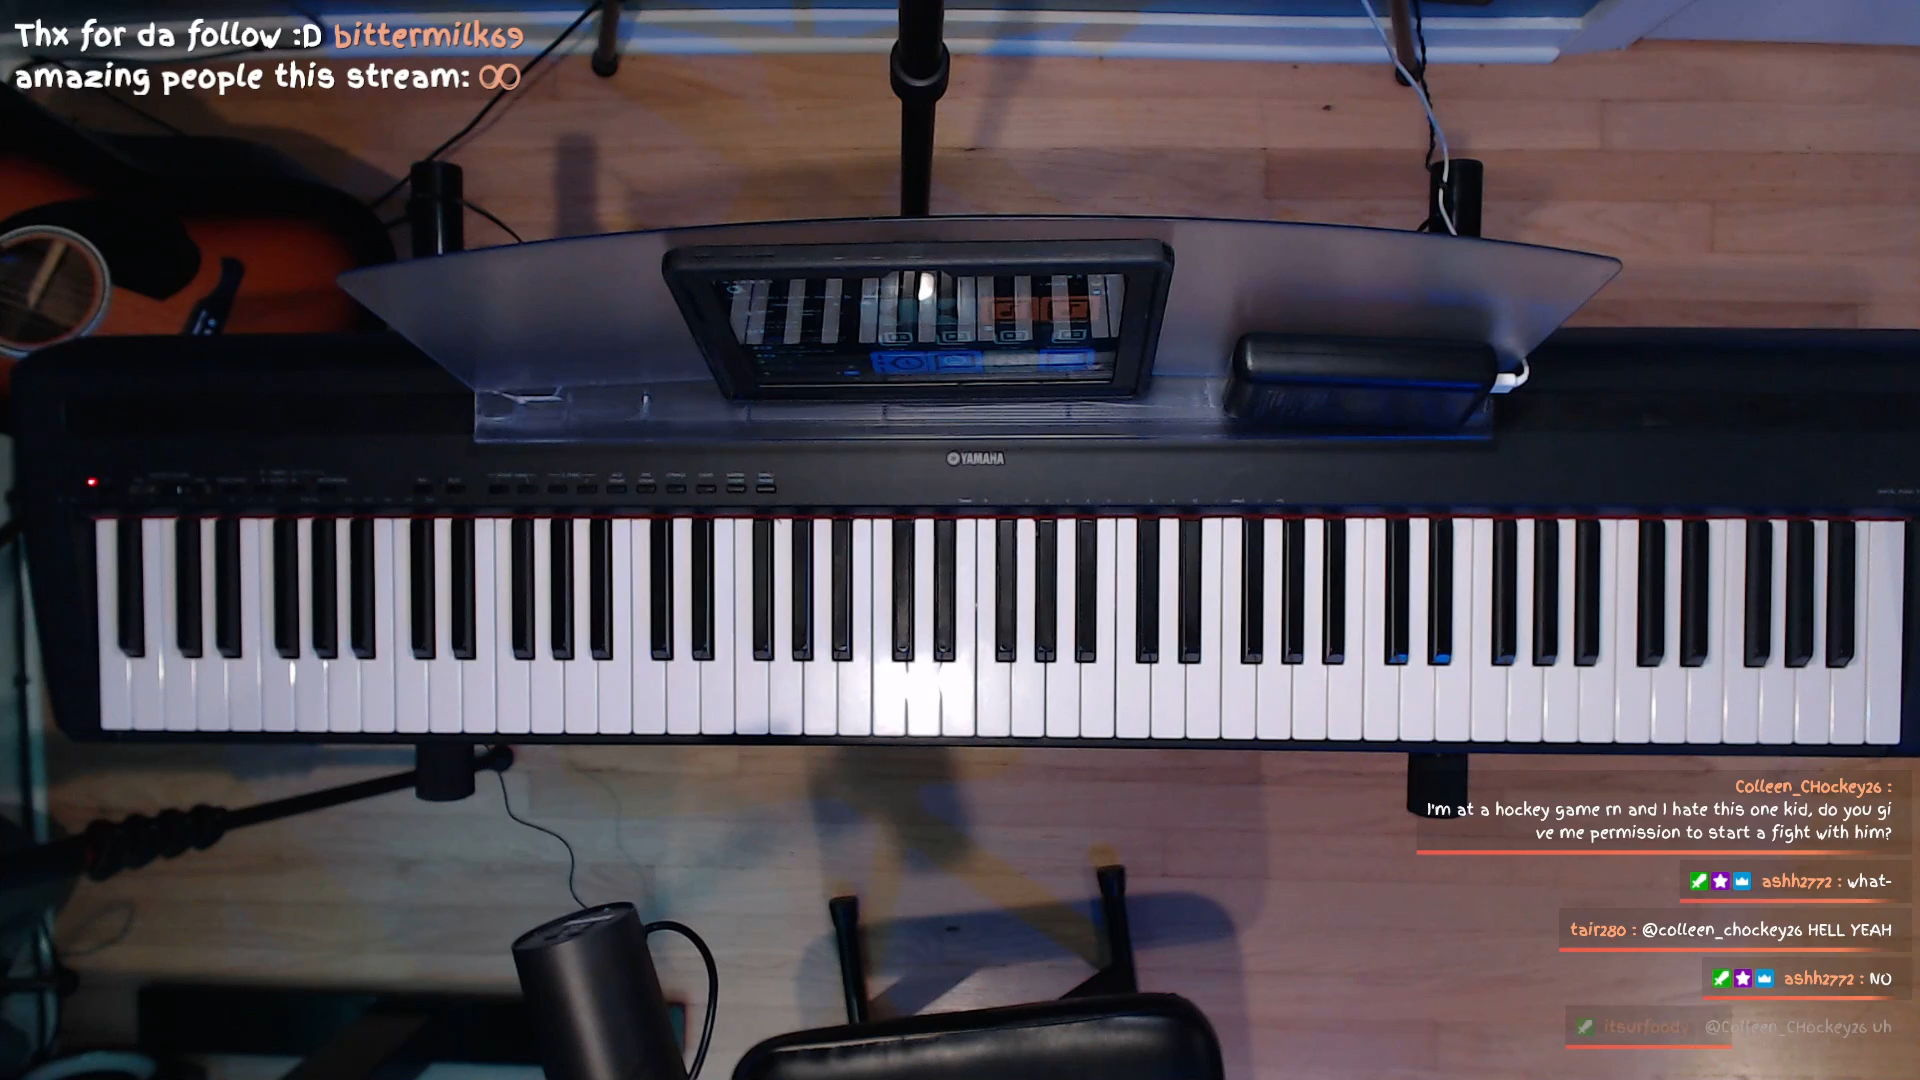 Thx for da follow :D bittermilk69
amazing people this stream: ∞
YAMAHA
Colleen_CHockey26 :
I'm at a hockey game rn and I hate this one kid, do you gi
ve me permission to start a fight with him?
ashh2772 : what-
tair280 : @colleen_chockey26 HELL YEAH
ashh2772 : NO
itsurfoody @Colleen_CHockey26 uh